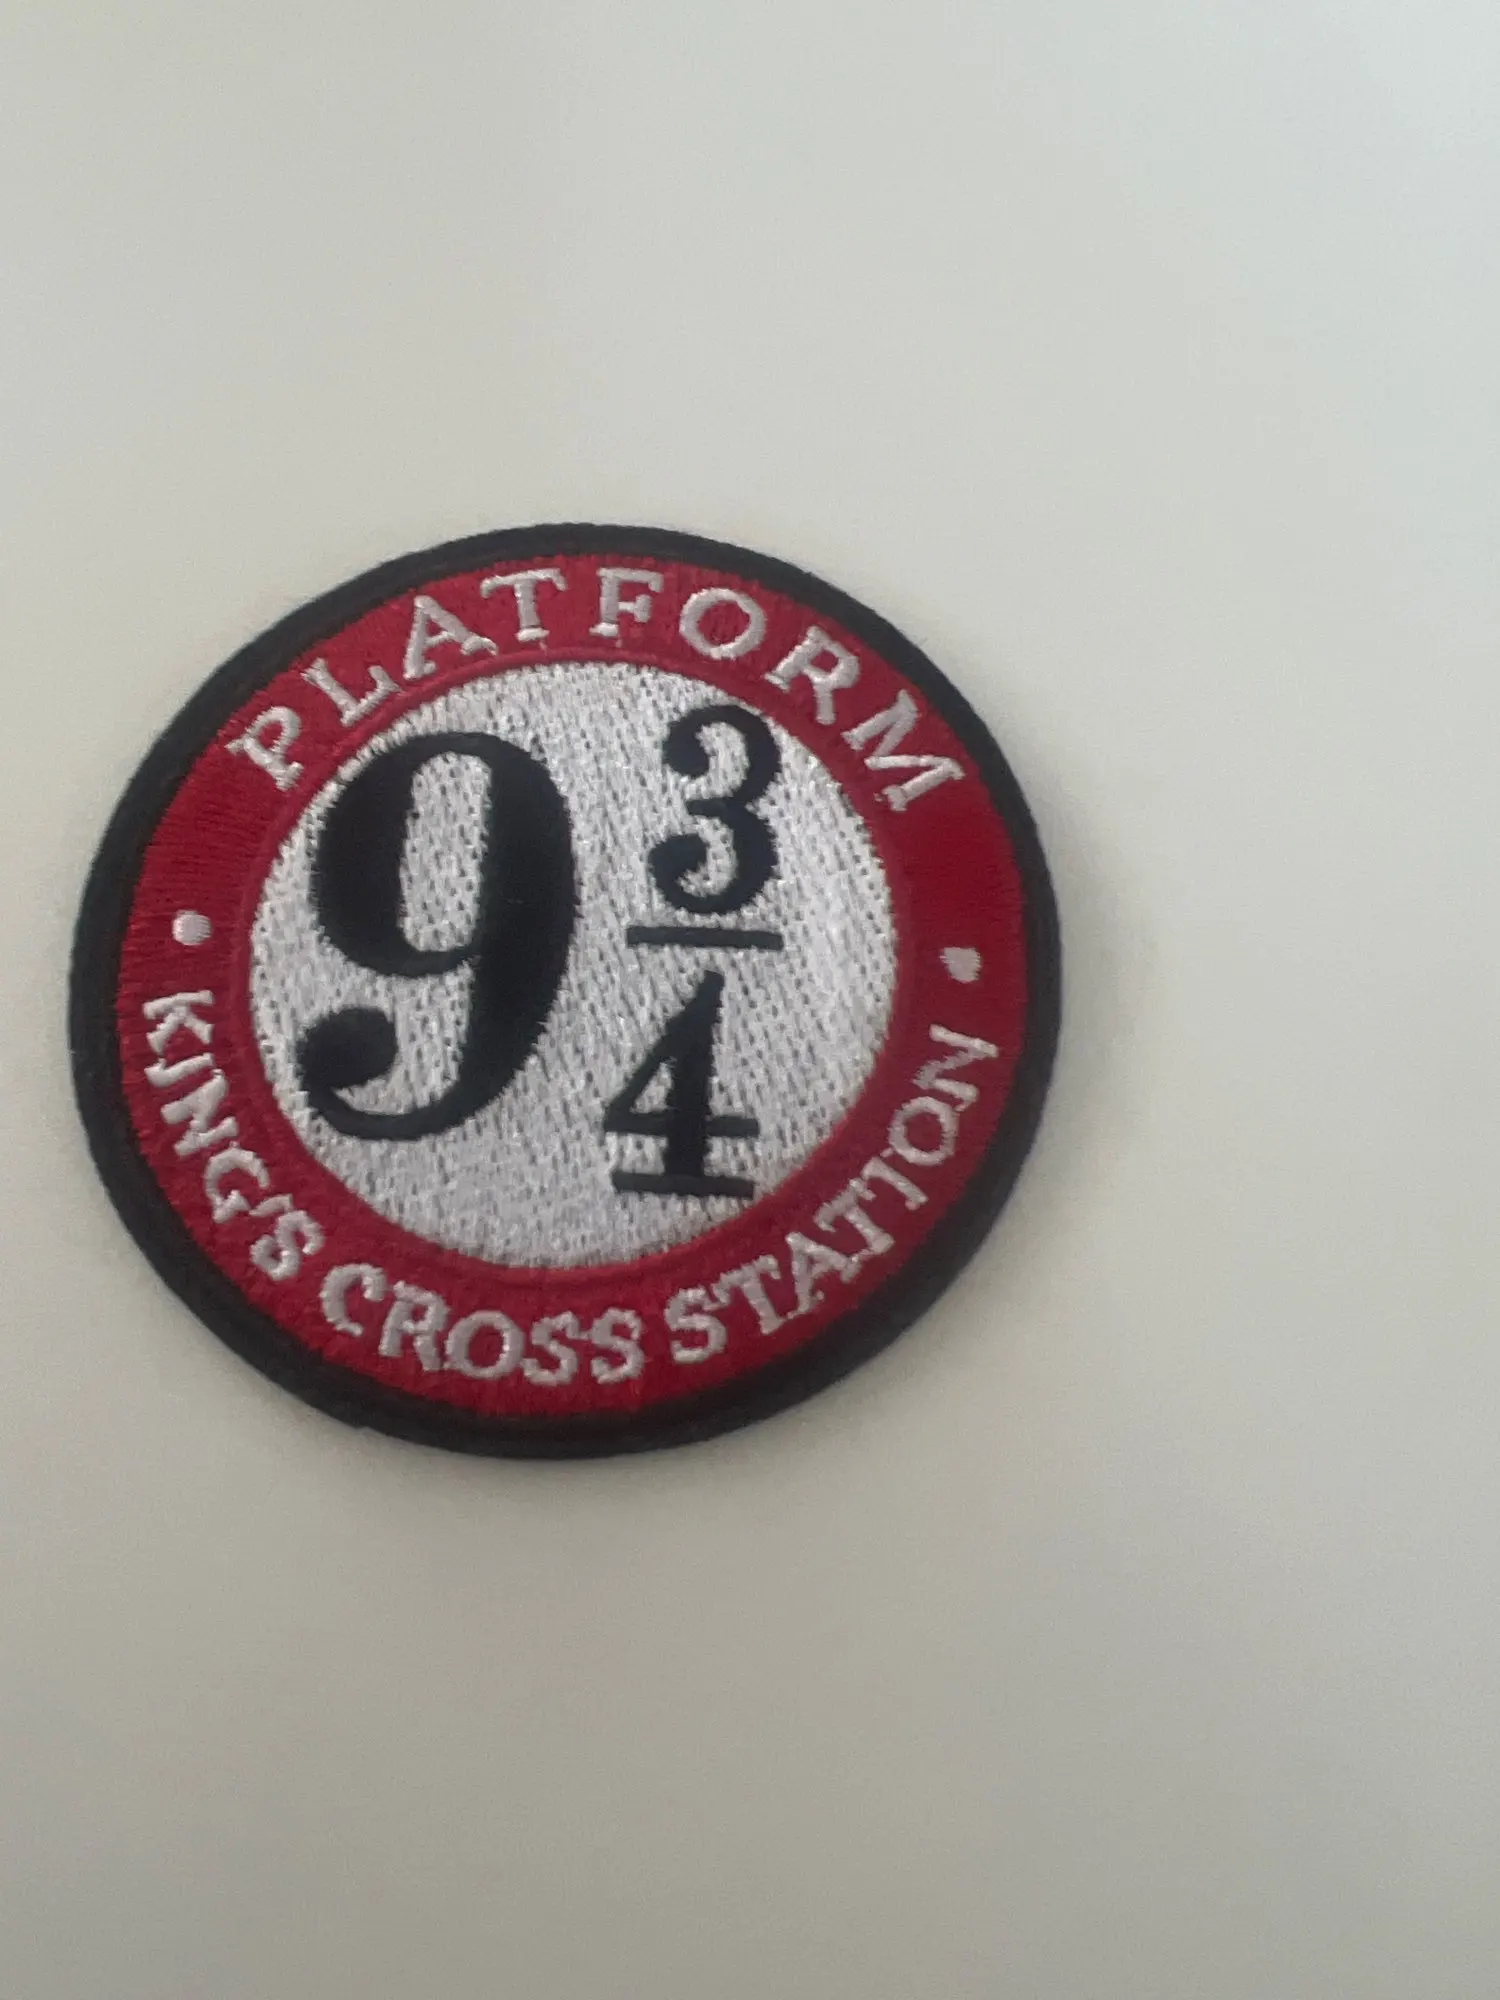 PLATFORM
9 3/4
KING'S CROSS STATION